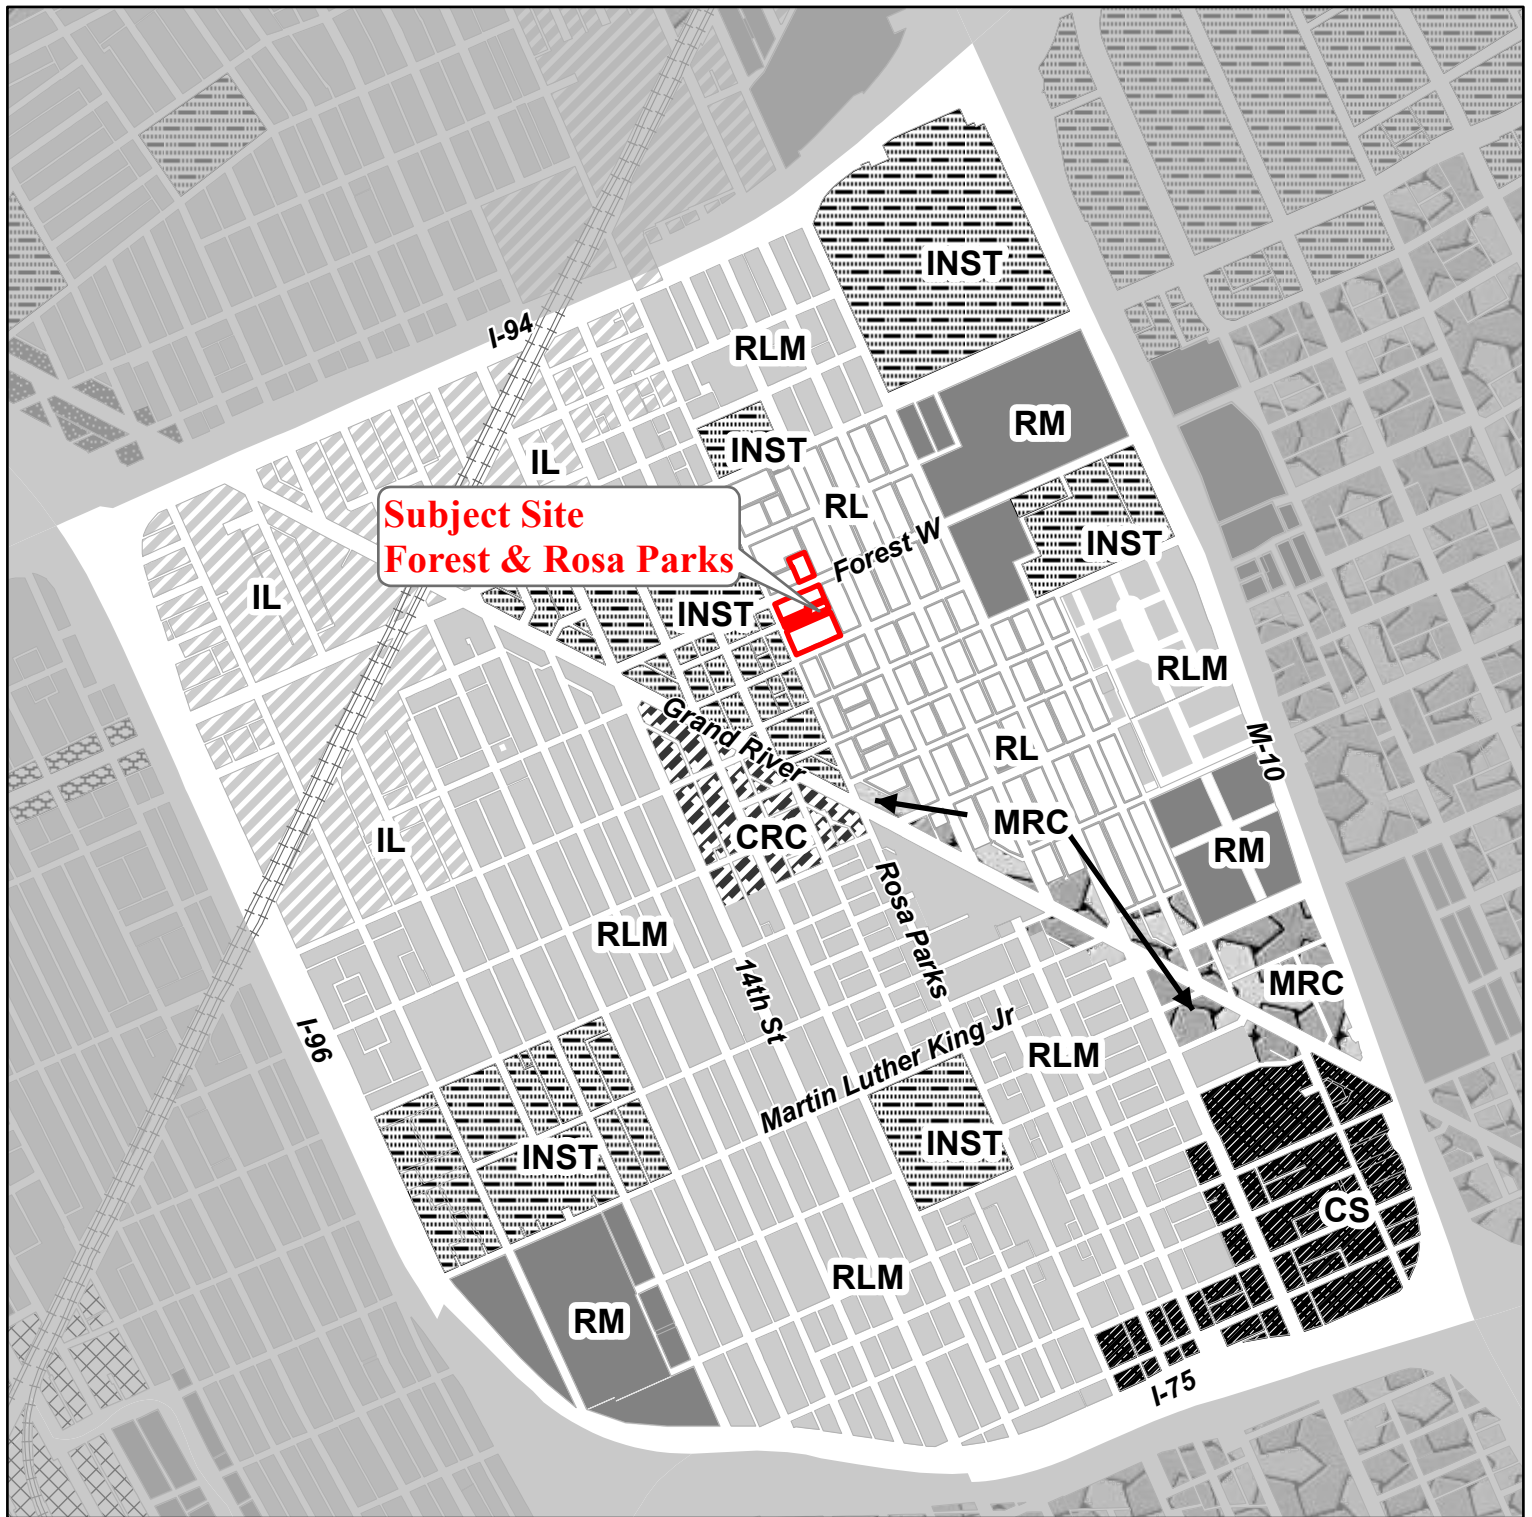 INST
I-94
RLM
RM
INST
IL
RL
Subject Site
Forest & Rosa Parks
Forest W
INST
IL
INST
RLM
Grand River
M-10
RL
MRC
CRC
IL
RM
Rosa Parks
RLM
14th St
MRC
I-96
Martin Luther King Jr
RLM
INST
INST
CS
RLM
RM
I-75